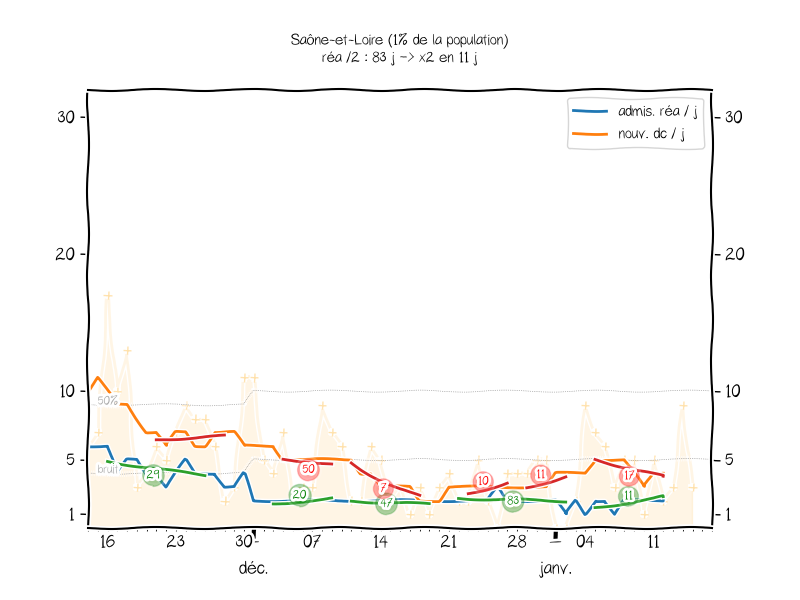 Saône-et-Loire (1% de la population)
réa /2 : 83 j -> x2 en 11 j
admis. réa / j
nouv. dc / j
30 30
20 20
10 10
5 5
1 1
50%
bruit
29
20
50
7
47
10
83
11
17
11
16 23 30 07 14 21 28 04 11
déc. janv.